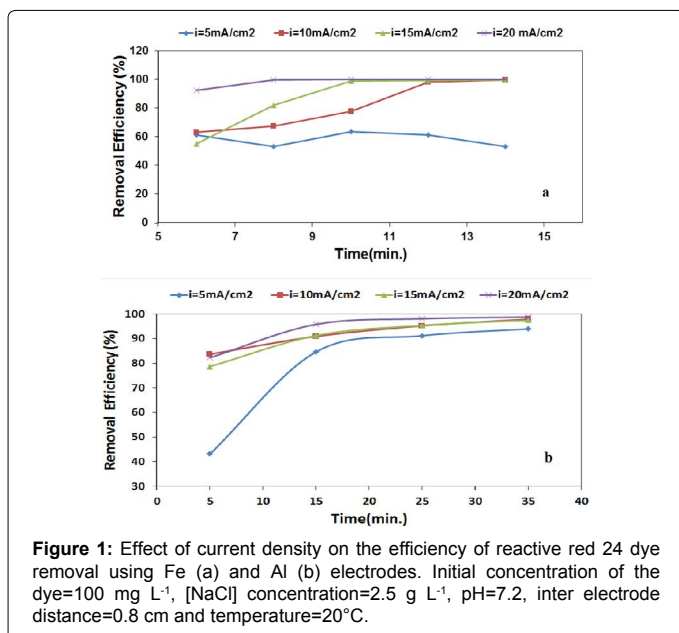 i=5mA/cm2 i=10mA/cm2 i=15mA/cm2 i=20 mA/cm2
120
100
80
60
40
20
0
Removal Efficiency (%)
a
5 7 9 11 13 15
Time(min.)
i=5mA/cm2 i=10mA/cm2 i=15mA/cm2 i=20mA/cm2
100
90
80
70
60
50
40
30
Removal Efficiency (%)
b
0 5 10 15 20 25 30 35 40
Time(min.)
Figure 1: Effect of current density on the efficiency of reactive red 24 dye
removal using Fe (a) and Al (b) electrodes. Initial concentration of the
dye=100 mg L-1, [NaCl] concentration=2.5 g L-1, pH=7.2, inter electrode
distance=0.8 cm and temperature=20°C.